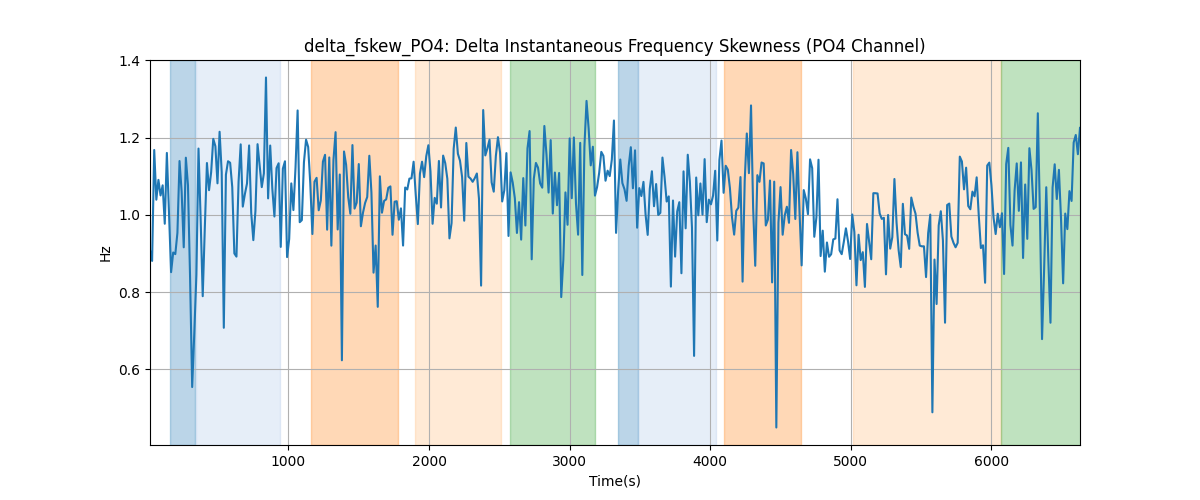 delta_fskew_PO4: Delta Instantaneous Frequency Skewness (PO4 Channel)
1.4
1.2
1.0
0.8
0.6
Hz
1000 2000 3000 4000 5000 6000
Time(s)